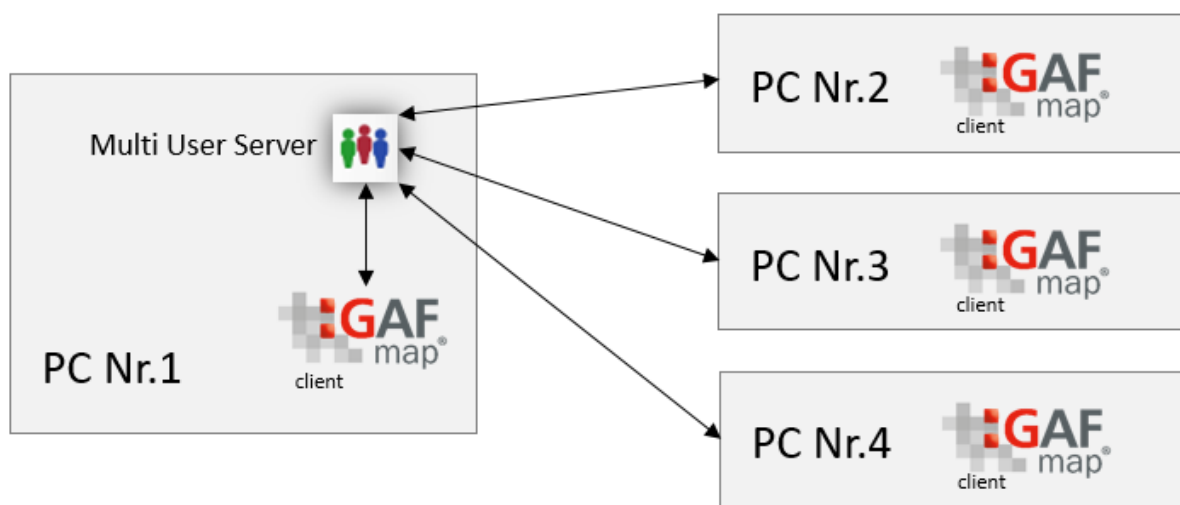 Multi User Server
GAF
map®
client
PC Nr.1
PC Nr.2
GAF
map®
client
PC Nr.3
GAF
map®
client
PC Nr.4
GAF
map®
client